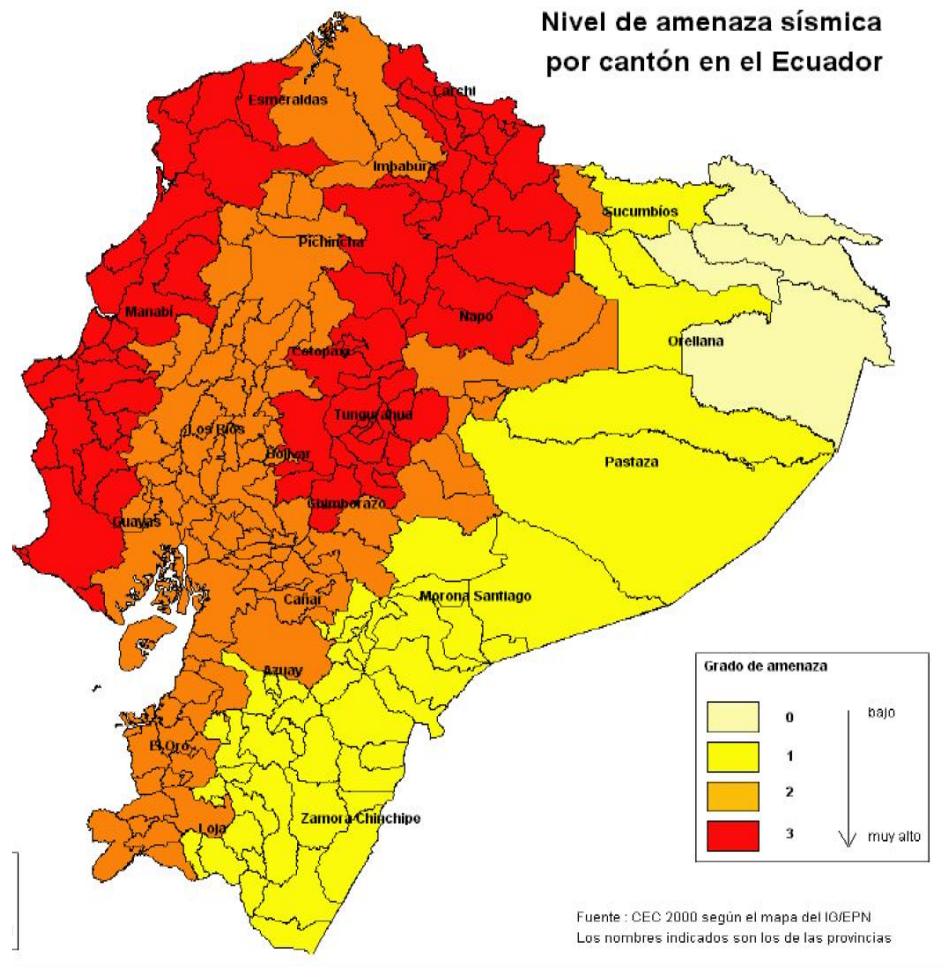 Nivel de amenaza sísmica
por cantón en el Ecuador
Esmeraldas
Carchi
Imbabura
Sucumbíos
Pichincha
Manabí
Napo
Orellana
Cotopaxi
Tungurahua
Los Ríos
Bolívar
Pastaza
Chimborazo
Guayas
Cañar
Morona Santiago
Azuay
El Oro
Loja
Zamora Chinchipe
Grado de amenaza
0
bajo
1
2
3
muy alto
Fuente : CEC 2000 según el mapa del IG/EPN
Los nombres indicados son los de las provincias